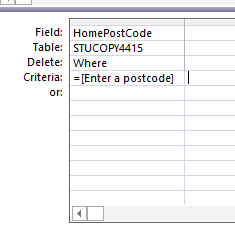 Field: HomePostCode
Table: STUCOPY4415
Delete: Where
Criteria: =[Enter a postcode]
or: